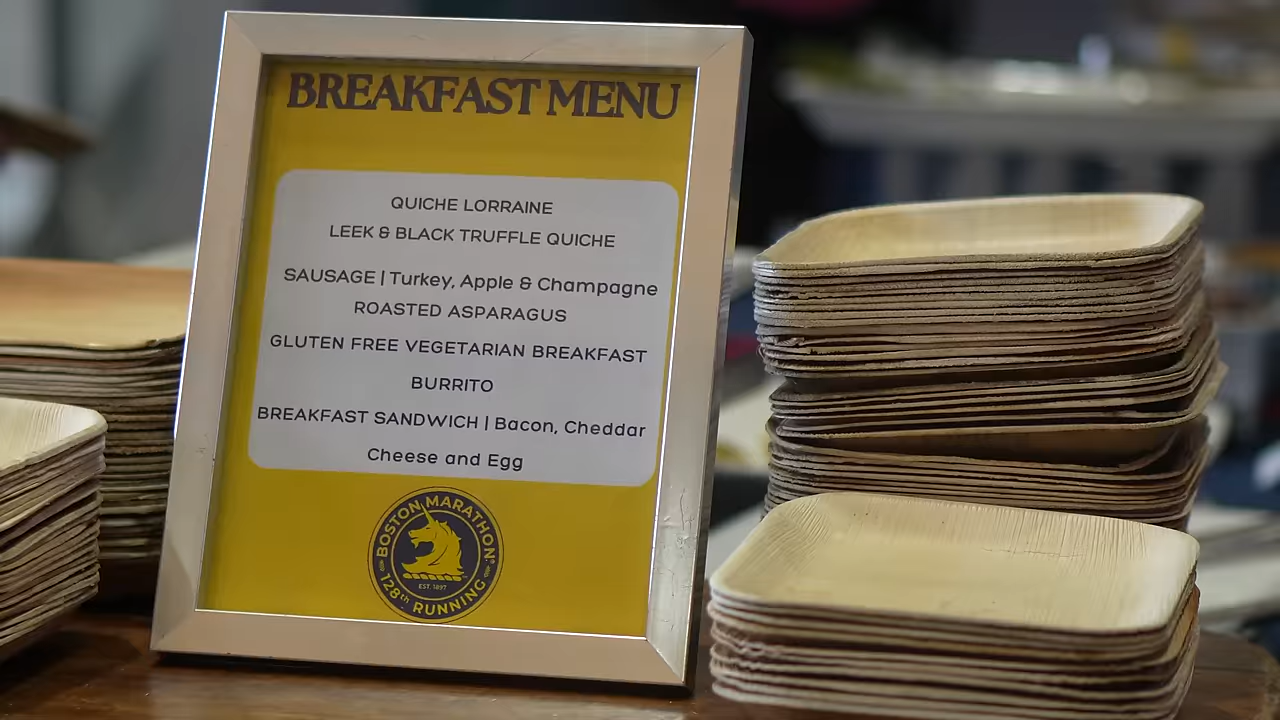 BREAKFAST MENU
QUICHE LORRAINE
LEEK & BLACK TRUFFLE QUICHE
SAUSAGE | Turkey, Apple & Champagne
ROASTED ASPARAGUS
GLUTEN FREE VEGETARIAN BREAKFAST
BURRITO
BREAKFAST SANDWICH | Bacon, Cheddar
Cheese and Egg
BOSTON MARATHON®
EST. 1897
128th RUNNING